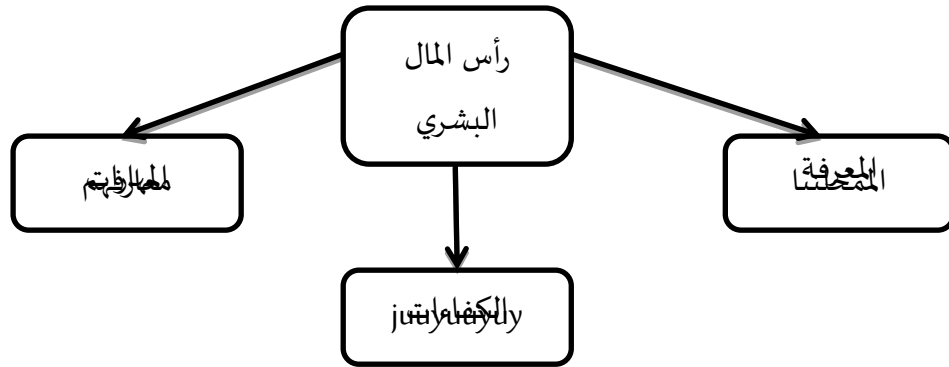 رأس المال
البشري
المعرفة
المهارات
الكفاءات